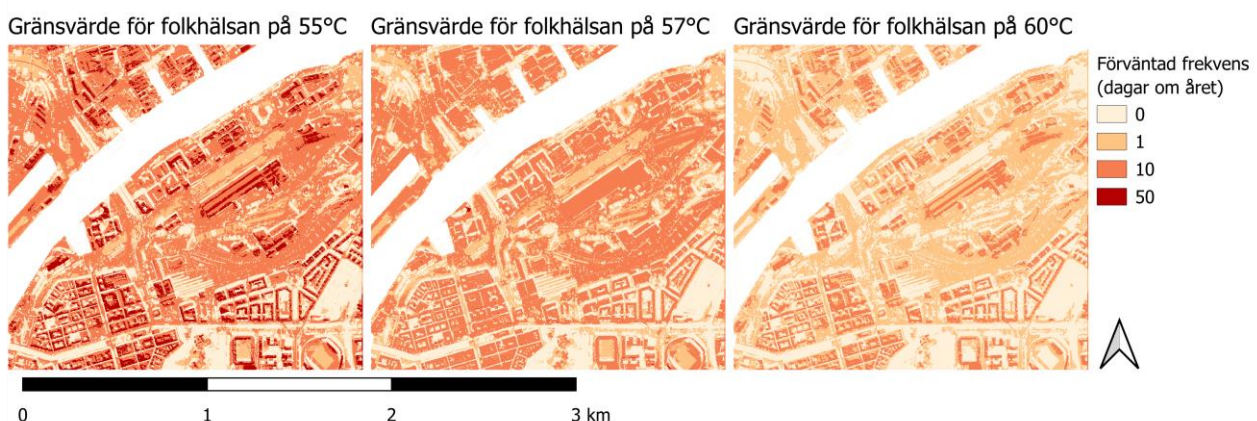 Gränsvärde för folkhälsan på 55°C
Gränsvärde för folkhälsan på 57°C
Gränsvärde för folkhälsan på 60°C
Förväntad frekvens
(dagar om året)
0
1
10
50
0 1 2 3 km